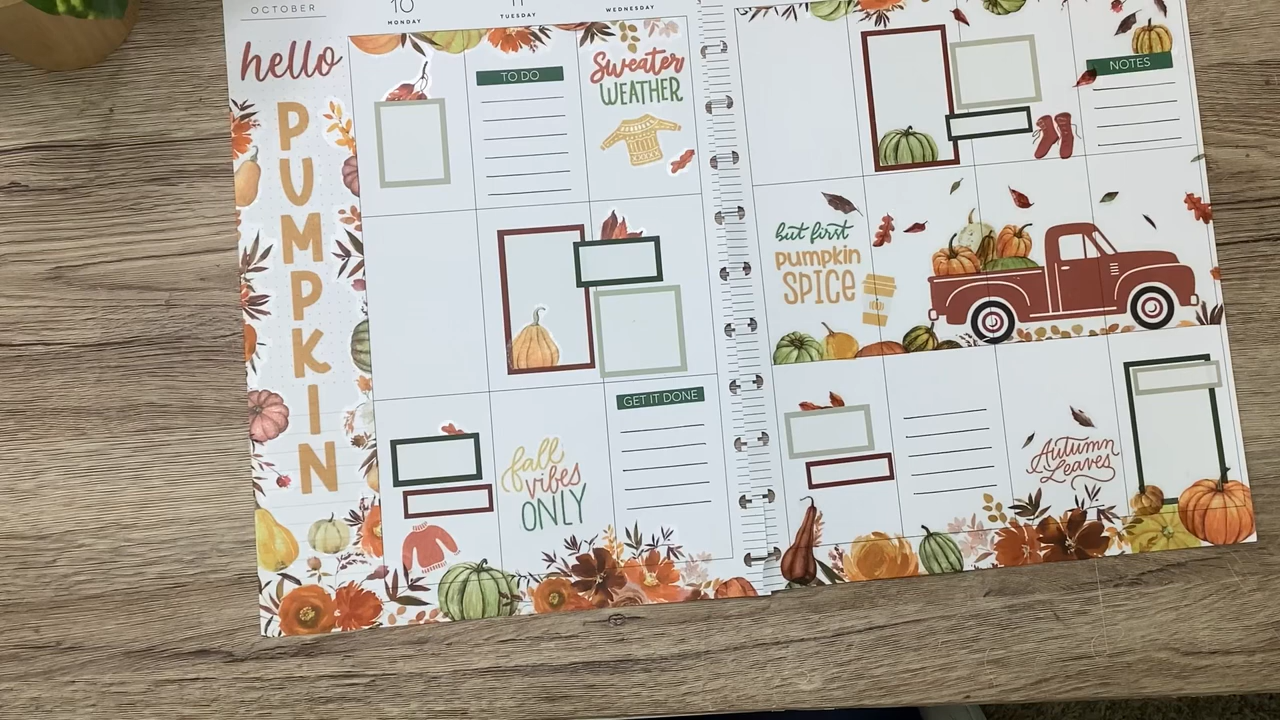 OCTOBER
10
MONDAY
11
TUESDAY
WEDNESDAY
hello
PUMPKIN
TO DO
Sweater
WEATHER
NOTES
but first
pumpkin
SPICE
GET IT DONE
fall
vibes
ONLY
Autumn
Leaves